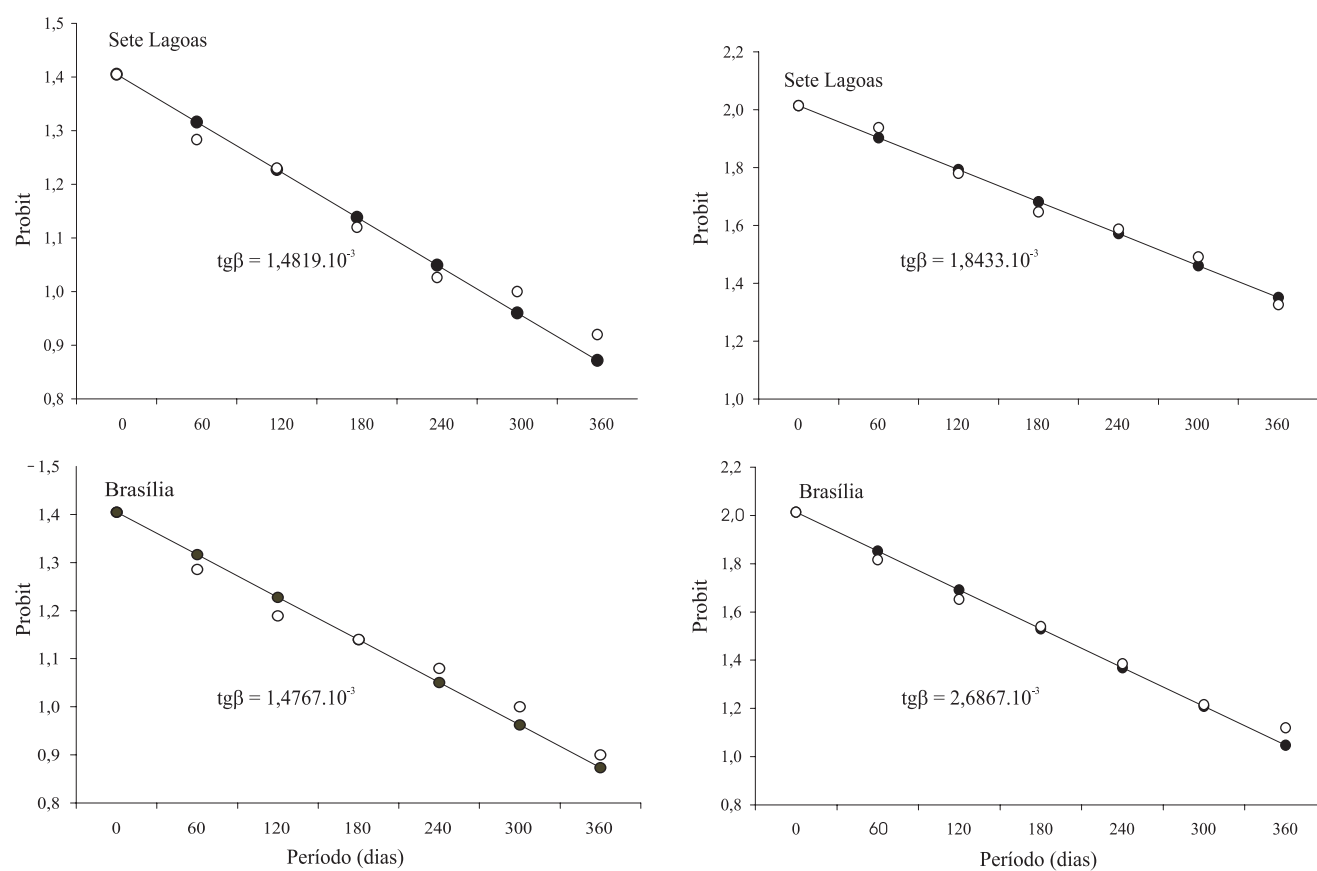 1,5
Sete Lagoas
1,4
1,3
1,2
1,1
1,0
0,9
0,8
Probit
tgβ = 1,4819.10-3
0 60 120 180 240 300 360
2,2
Sete Lagoas
2,0
1,8
1,6
1,4
1,2
1,0
Probit
tgβ = 1,8433.10-3
0 60 120 180 240 300 360
1,5
Brasília
1,4
1,3
1,2
1,1
1,0
0,9
0,8
Probit
tgβ = 1,4767.10-3
0 60 120 180 240 300 360
Período (dias)
2,2
Brasília
2,0
1,8
1,6
1,4
1,2
1,0
0,8
Probit
tgβ = 2,6867.10-3
0 60 120 180 240 300 360
Período (dias)